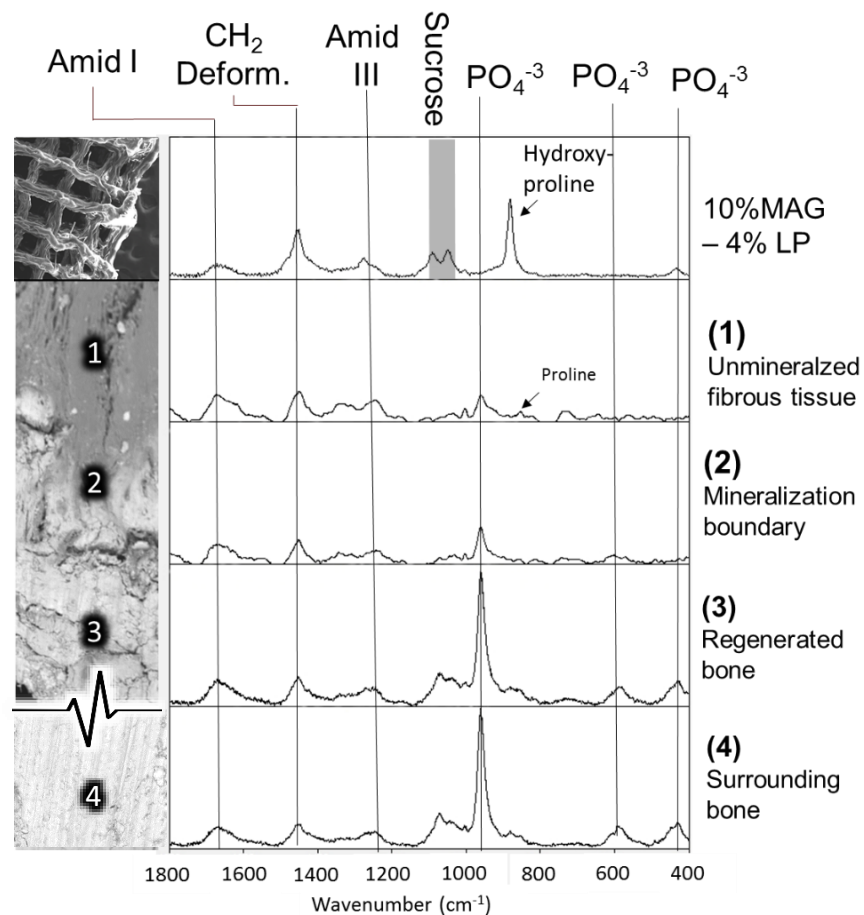 Amid I
CH2
Deform.
Amid
III
Sucrose
PO4-3
PO4-3
PO4-3
Hydroxy-
proline
10%MAG
– 4% LP
1
(1)
Unmineralzed
fibrous tissue
Proline
2
(2)
Mineralization
boundary
3
(3)
Regenerated
bone
4
(4)
Surrounding
bone
1800 1600 1400 1200 1000 800 600 400
Wavenumber (cm-1)